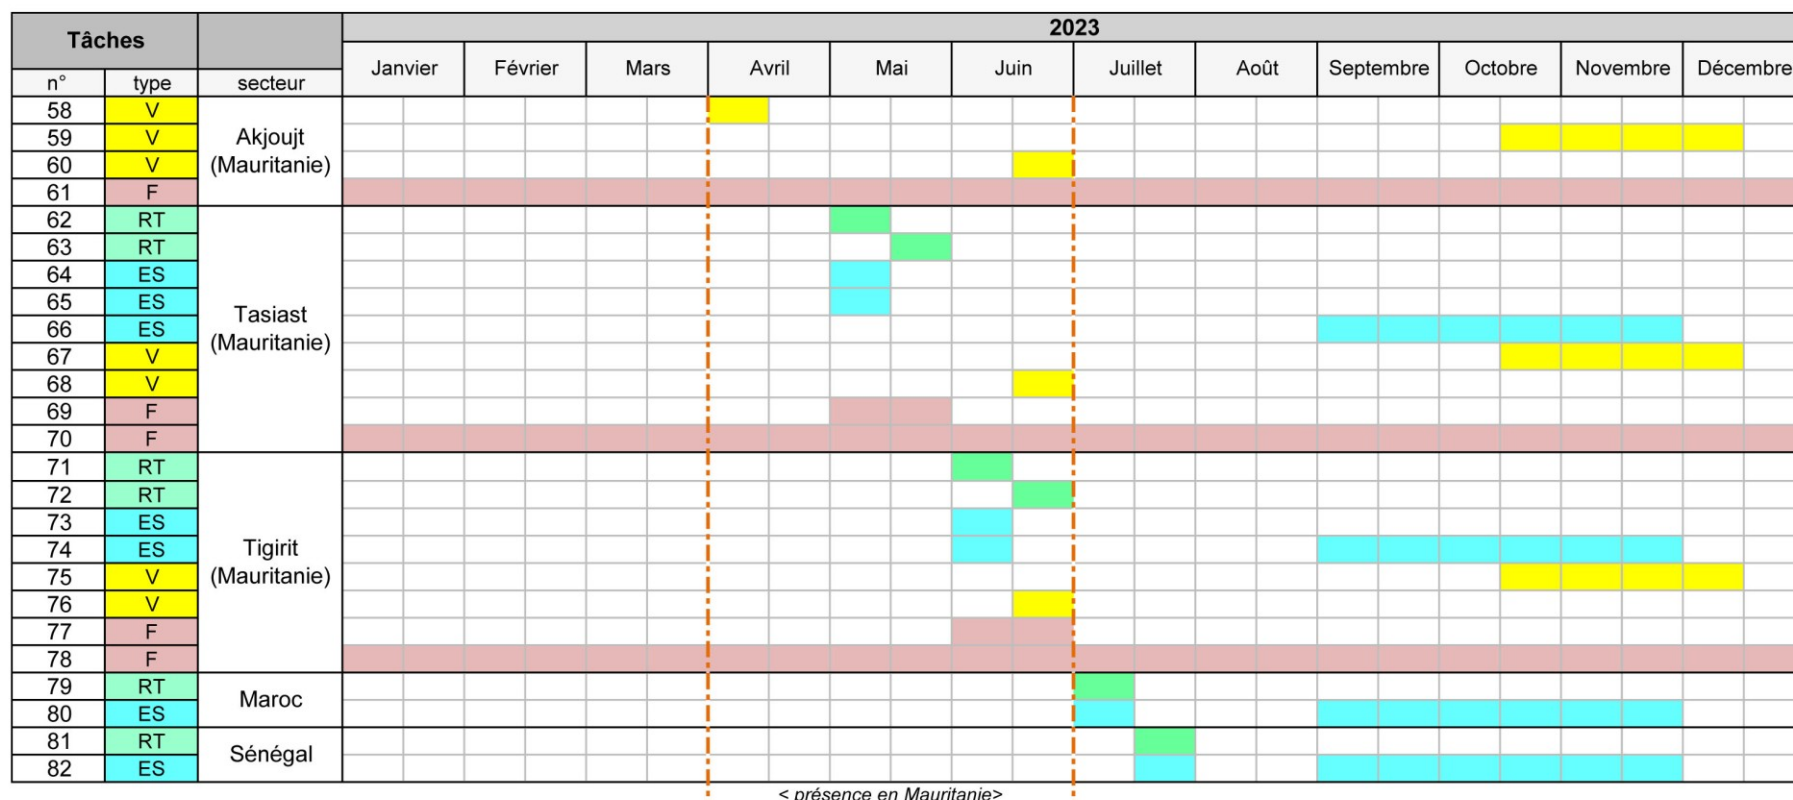 Tâches 2023
Janvier Février Mars Avril Mai Juin Juillet Août Septembre Octobre Novembre Décembre
n° type secteur
58 V
59 V
60 V
61 F
Akjoujt
(Mauritanie)
62 RT
63 RT
64 ES
65 ES
66 ES
67 V
68 V
69 F
70 F
Tasiast
(Mauritanie)
71 RT
72 RT
73 ES
74 ES
75 V
76 V
77 F
78 F
Tigirit
(Mauritanie)
79 RT
80 ES
Maroc
81 RT
82 ES
Sénégal
< présence en Mauritanie>